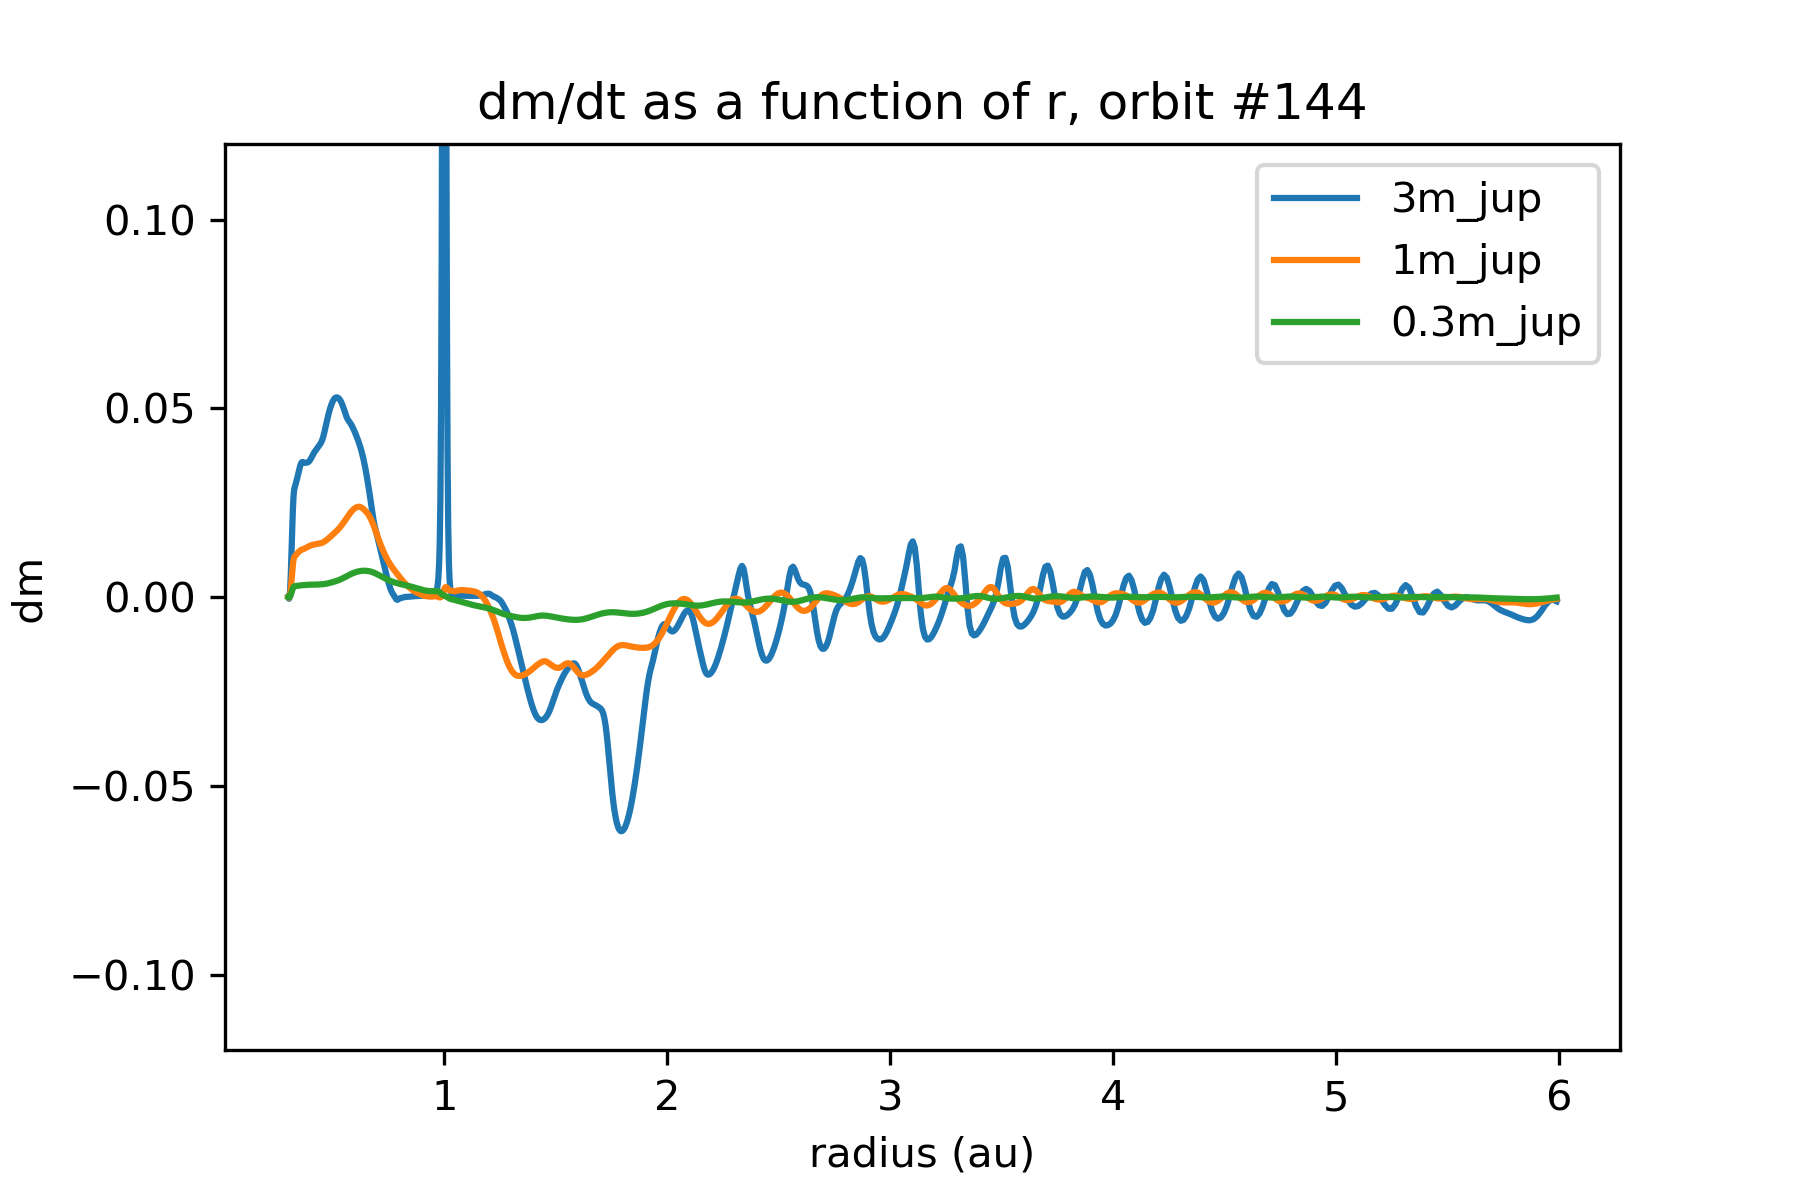 dm/dt as a function of r, orbit #144
3m_jup
1m_jup
0.3m_jup
dm
0.10
0.05
0.00
−0.05
−0.10
1 2 3 4 5 6
radius (au)